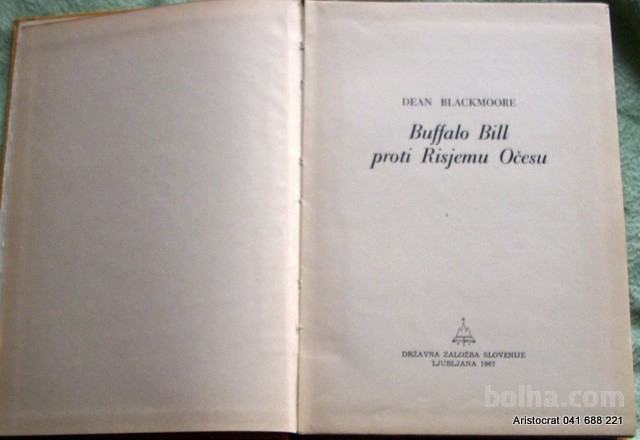 DEAN BLACKMOORE
Buffalo Bill
proti Risjemu Očesu
DRŽAVNA ZALOŽBA SLOVENIJE
LJUBLJANA 1967
bolha.com
Aristocrat 041 688 221